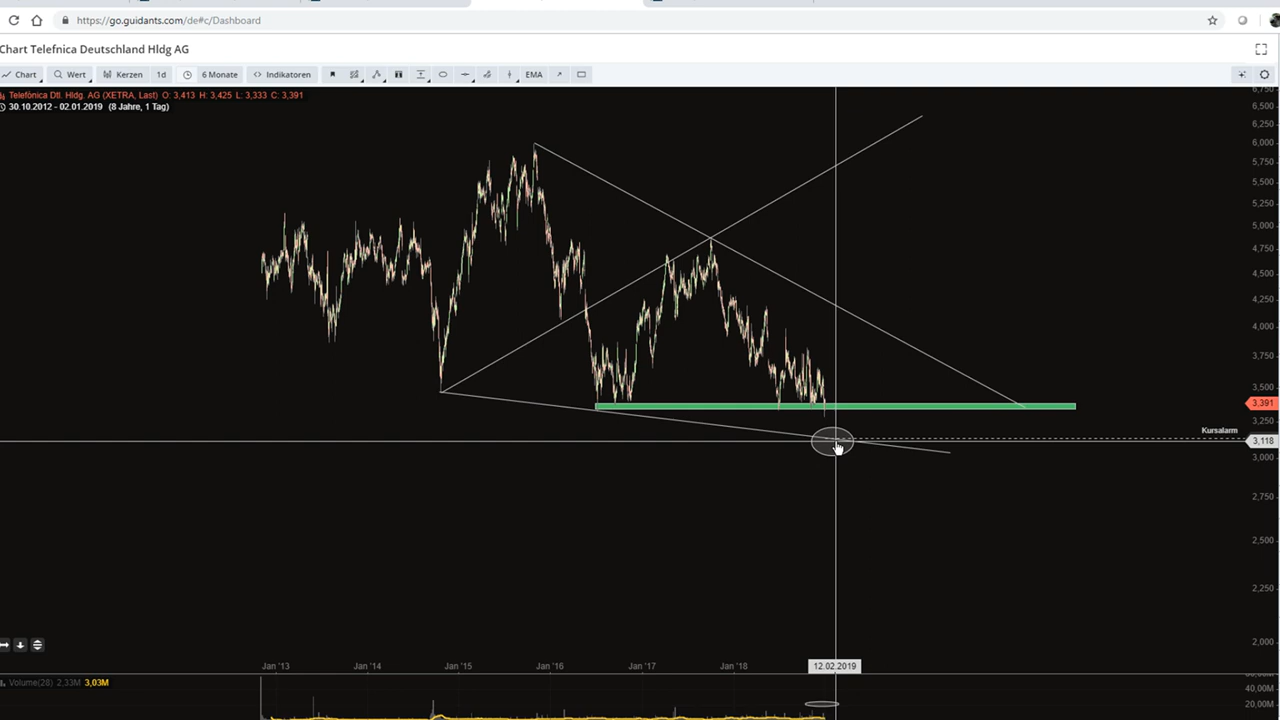 https://go.guidants.com/de#c/Dashboard
Chart Telefnica Deutschland Hldg AG
Chart Wert Kerzen 1d 6 Monate Indikatoren EMA
Telefónica Dtl. Hldg. AG (XETRA, Last) O: 3,413 H: 3,425 L: 3,333 C: 3,391
30.10.2012 - 02.01.2019 (8 Jahre, 1 Tag)
6,750
6,500
6,250
6,000
5,750
5,500
5,250
5,000
4,750
4,500
4,250
4,000
3,750
3,500
3,391
3,250
Kursalarm
3,118
3,000
2,750
2,500
2,250
2,000
Jan '13 Jan '14 Jan '15 Jan '16 Jan '17 Jan '18 12.02.2019
Volume(28) 2,33M 3,03M
40,00M
20,00M